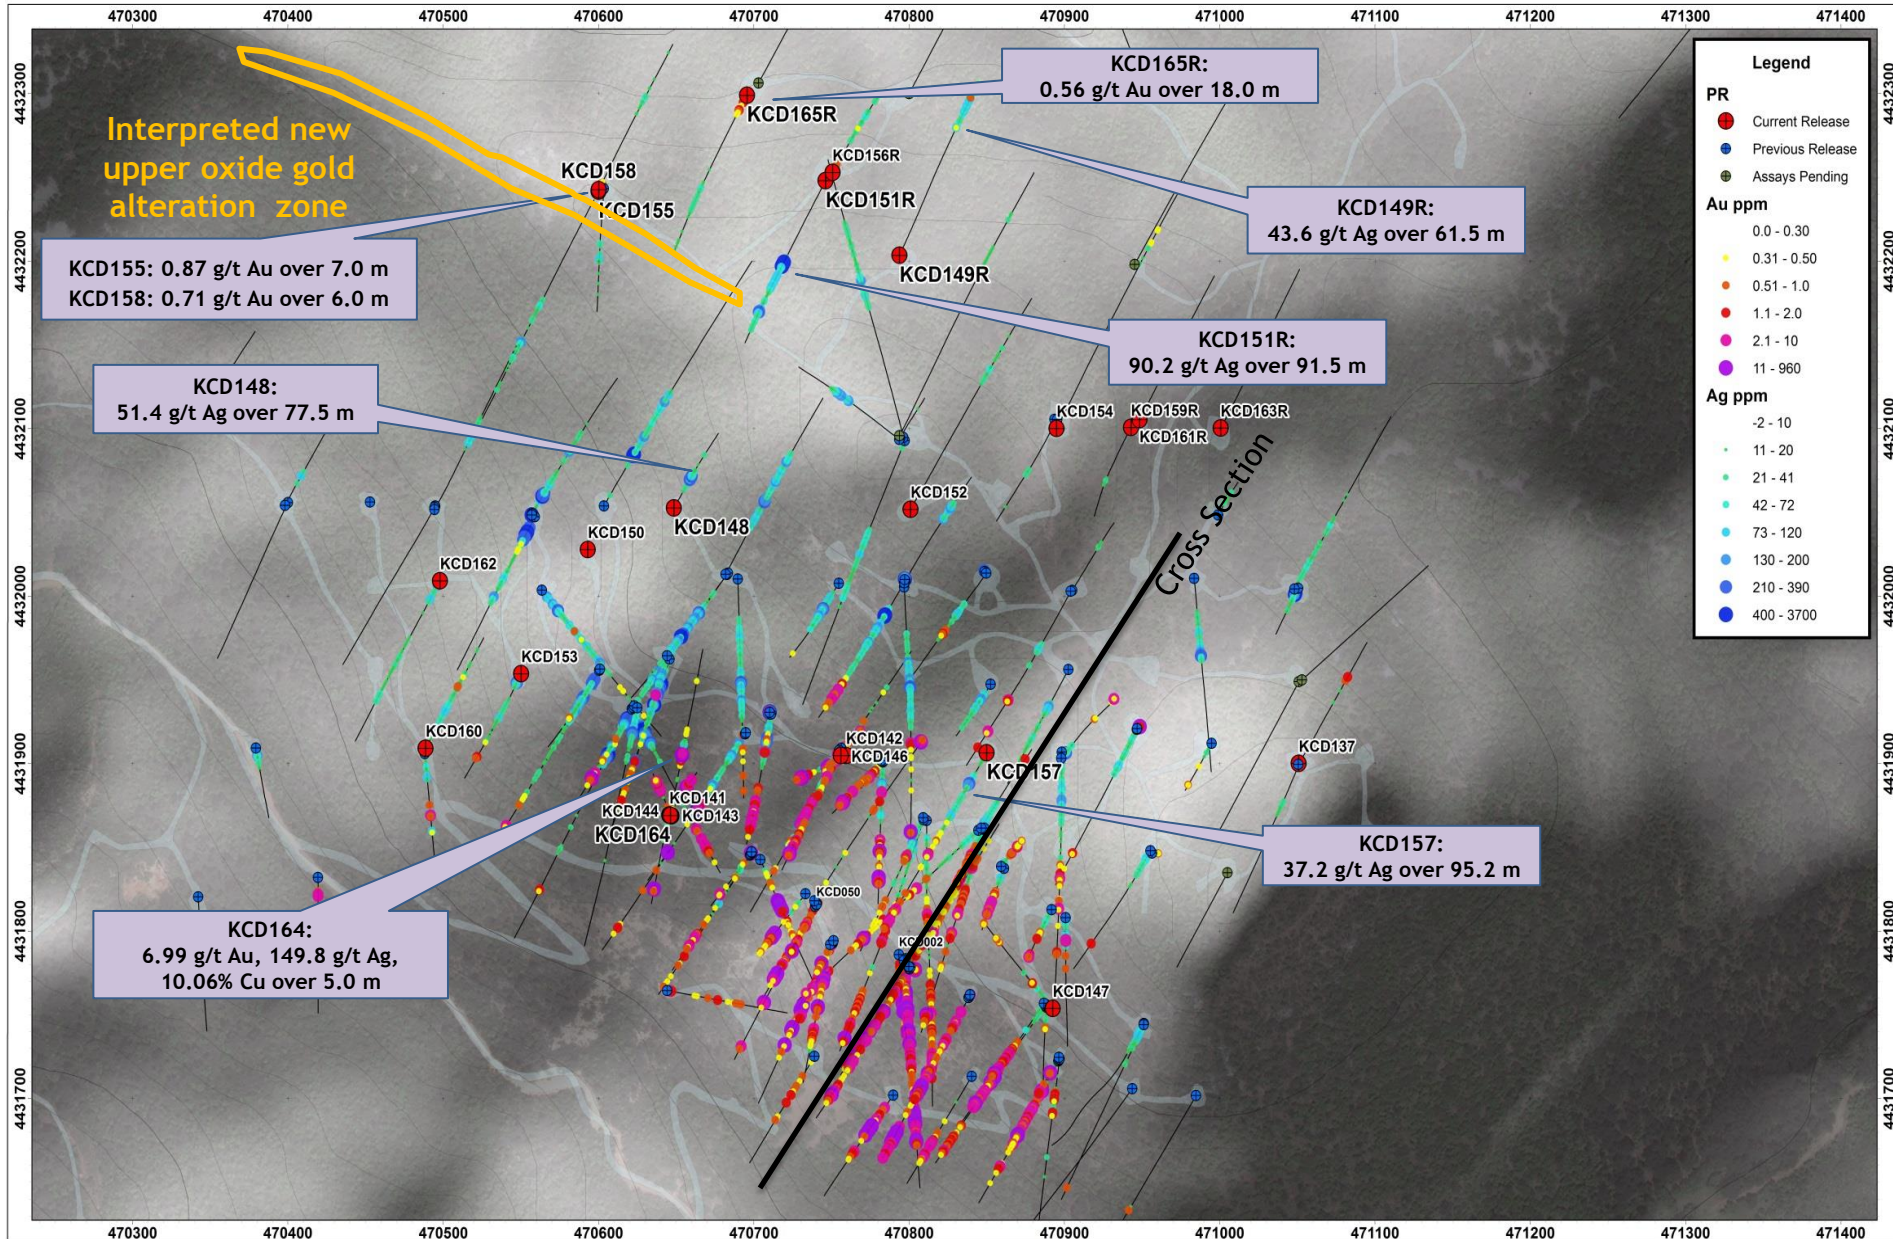 470300 470400 470500 470600 470700 470800 470900 471000 471100 471200 471300 471400
4432300
4432200
4432100
4432000
4431900
4431800
4431700
4432300
4432200
4432100
4432000
4431900
4431800
4431700
Legend
PR
Current Release
Previous Release
Assays Pending
Au ppm
0.0 - 0.30
0.31 - 0.50
0.51 - 1.0
1.1 - 2.0
2.1 - 10
11 - 960
Ag ppm
-2 - 10
11 - 20
21 - 41
42 - 72
73 - 120
130 - 200
210 - 390
400 - 3700
KCD165R:
0.56 g/t Au over 18.0 m
KCD165R
Interpreted new
upper oxide gold
alteration zone
KCD156R
KCD158
KCD155
KCD151R
KCD149R:
43.6 g/t Ag over 61.5 m
KCD149R
KCD155: 0.87 g/t Au over 7.0 m
KCD158: 0.71 g/t Au over 6.0 m
KCD151R:
90.2 g/t Ag over 91.5 m
KCD148:
51.4 g/t Ag over 77.5 m
KCD154
KCD159R
KCD161R
KCD163R
Cross Section
KCD152
KCD148
KCD150
KCD162
KCD153
KCD160
KCD142
KCD146
KCD157
KCD137
KCD141
KCD144
KCD143
KCD164
KCD157:
37.2 g/t Ag over 95.2 m
KCD050
KCD164:
6.99 g/t Au, 149.8 g/t Ag,
10.06% Cu over 5.0 m
KCD002
KCD147
470300 470400 470500 470600 470700 470800 470900 471000 471100 471200 471300 471400